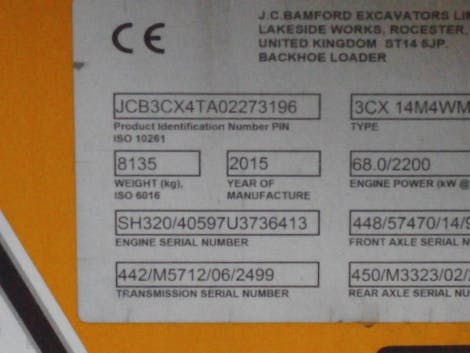 CE
J.C.BAMFORD EXCAVATORS
LAKESIDE WORKS, ROCESTER,
UNITED KINGDOM ST14 5JP.
BACKHOE LOADER
JCB3CX4TA02273196 3CX 14M4WM
Product Identification Number PIN TYPE
ISO 10261
8135 2015 68.0/2200
WEIGHT (kg), YEAR OF ENGINE POWER (kW @
ISO 6016 MANUFACTURE
SH320/40597U3736413 448/57470/14/
ENGINE SERIAL NUMBER FRONT AXLE SERIAL
442/M5712/06/2499 450/M3323/02/
TRANSMISSION SERIAL NUMBER REAR AXLE SERIAL